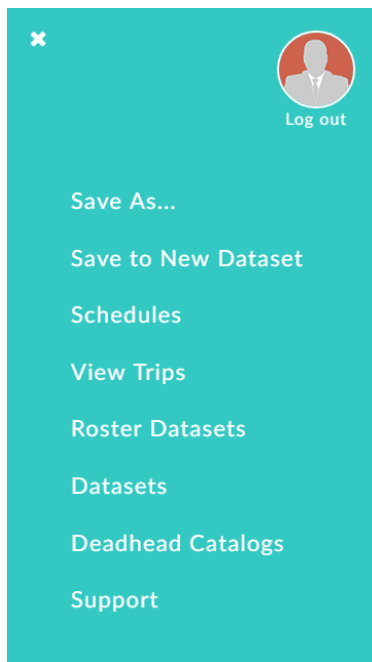 Log out
Save As...
Save to New Dataset
Schedules
View Trips
Roster Datasets
Datasets
Deadhead Catalogs
Support